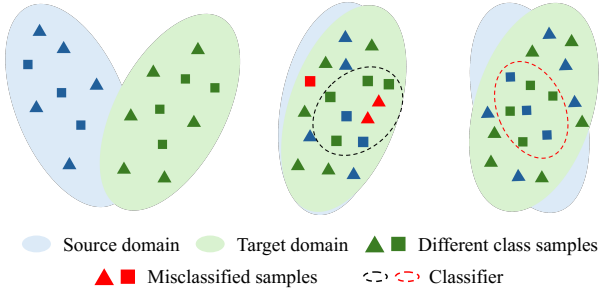 Source domain Target domain Different class samples
Misclassified samples Classifier